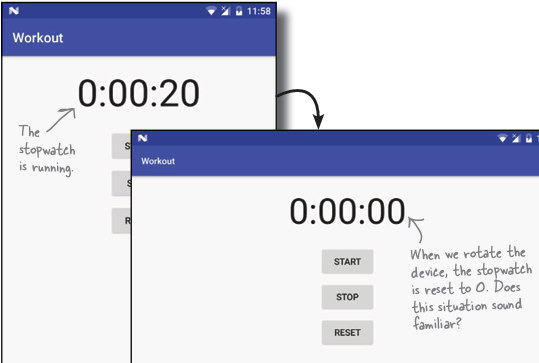 11:58
Workout
0:00:20
The
stopwatch
is running.
Workout
0:00:00
START
STOP
RESET
When we rotate the
device, the stopwatch
is reset to 0. Does
this situation sound
familiar?